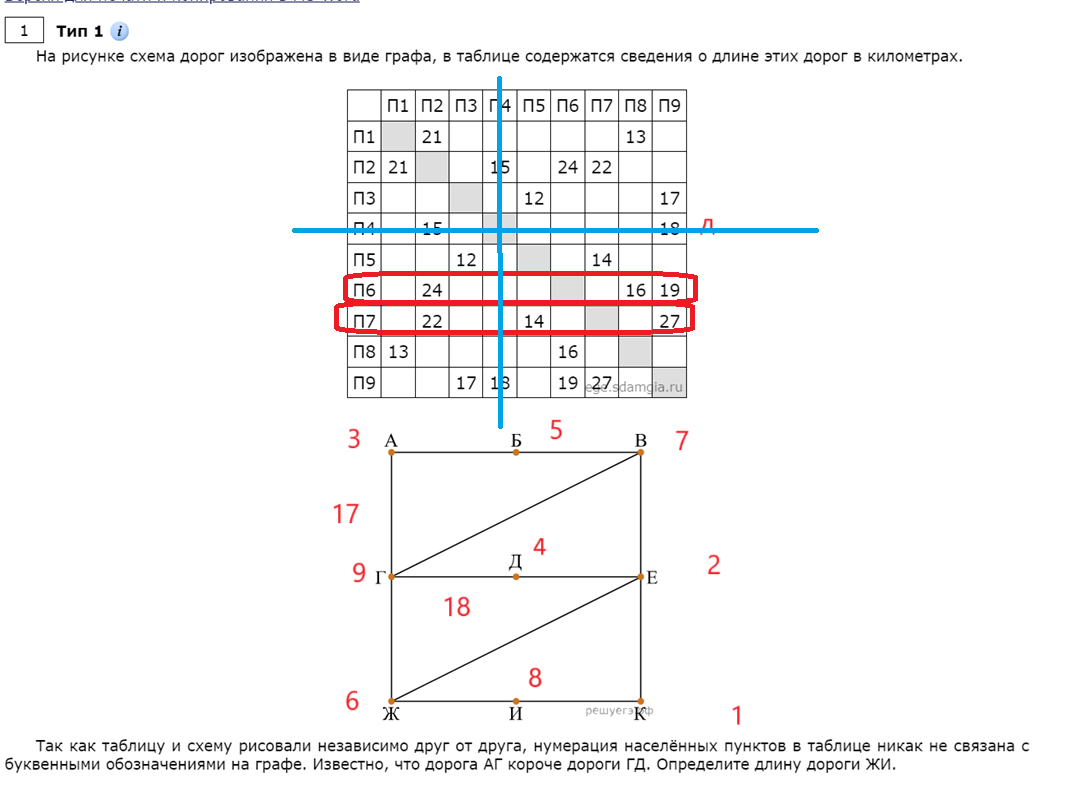 1 Тип 1 i
На рисунке схема дорог изображена в виде графа, в таблице содержатся сведения о длине этих дорог в километрах.
П1 П2 П3 П4 П5 П6 П7 П8 П9
П1 21 13
П2 21 15 24 22
П3 12 17
П4 15 18 Д
П5 12 14
П6 24 16 19
П7 22 14 27
П8 13 16
П9 17 18 19 27
ege.sdamgia.ru
3 А Б 5 В 7
17
9 Г Д 4 Е 2
18
6 Ж И 8 К 1
решуегэ.рф
Так как таблицу и схему рисовали независимо друг от друга, нумерация населённых пунктов в таблице никак не связана с
буквенными обозначениями на графе. Известно, что дорога АГ короче дороги ГД. Определите длину дороги ЖИ.